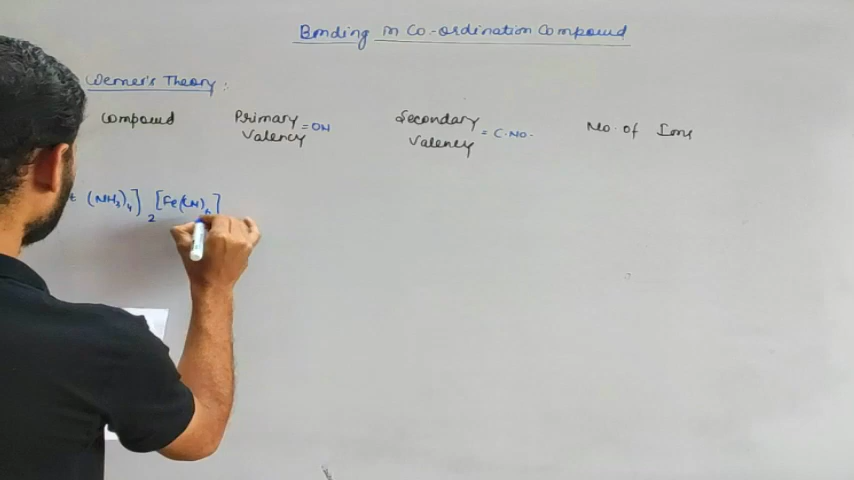 Bonding in Co-ordination Compound
Werner's Theory :
Compound Primary Valency = ON Secondary Valency = C.NO. No. of Ions
t (NH3)4]2 [Fe(CN)6]